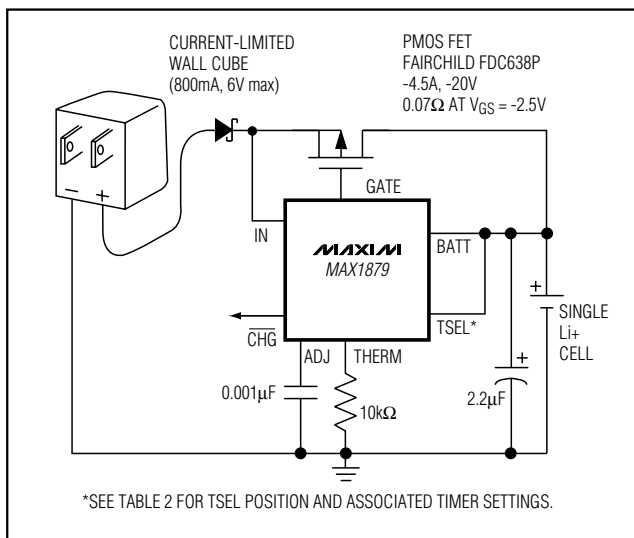 CURRENT-LIMITED
WALL CUBE
(800mA, 6V max)
PMOS FET
FAIRCHILD FDC638P
-4.5A, -20V
0.07Ω AT VGS = -2.5V
GATE
IN
MAXIM
MAX1879
BATT
TSEL*
CHG
ADJ
THERM
0.001µF
10kΩ
2.2µF
SINGLE
Li+
CELL
– +
+
+
*SEE TABLE 2 FOR TSEL POSITION AND ASSOCIATED TIMER SETTINGS.